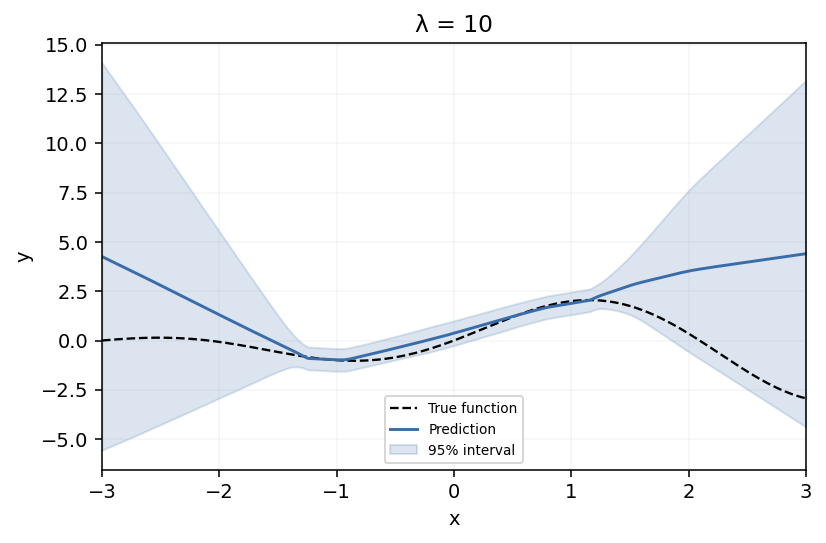 λ = 10
15.0
12.5
10.0
7.5
5.0
2.5
0.0
−2.5
−5.0
y
True function
Prediction
95% interval
−3 −2 −1 0 1 2 3
x